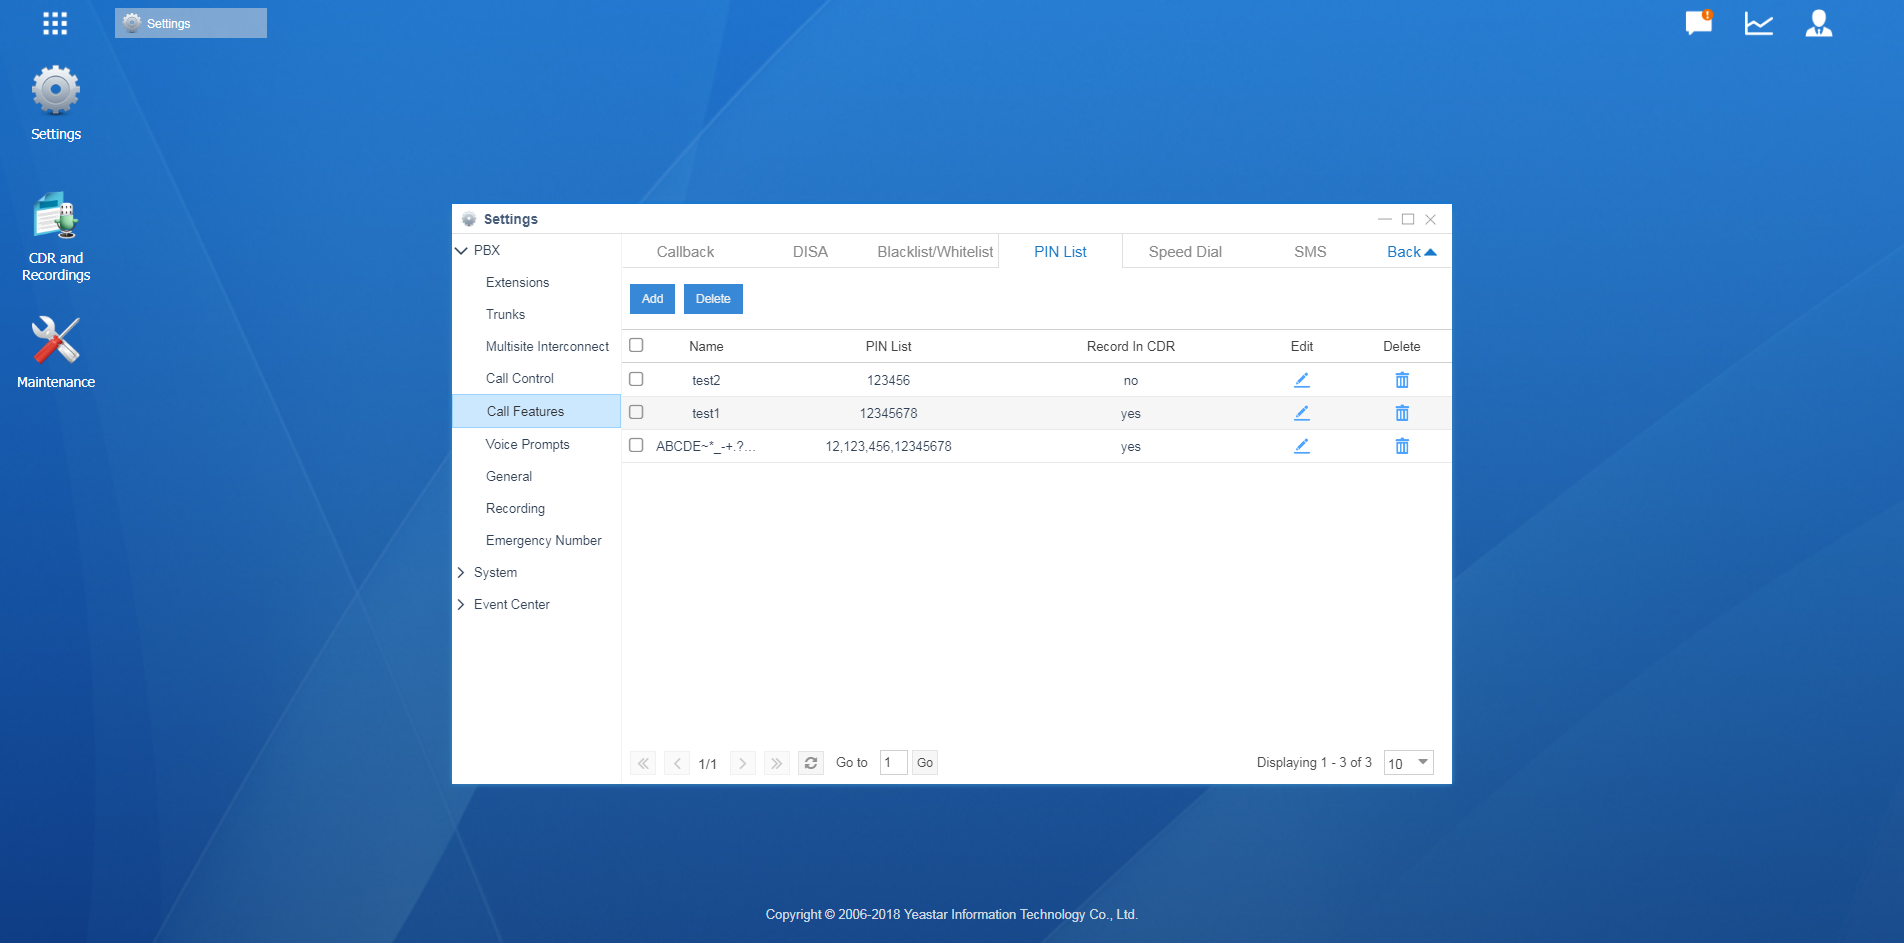 Settings
Settings
CDR and
Recordings
Maintenance
Settings
PBX
Extensions
Trunks
Multisite Interconnect
Call Control
Call Features
Voice Prompts
General
Recording
Emergency Number
System
Event Center
Callback DISA Blacklist/Whitelist PIN List Speed Dial SMS Back
Add Delete
Name PIN List Record In CDR Edit Delete
test2 123456 no
test1 12345678 yes
ABCDE~*_-+.?... 12,123,456,12345678 yes
1/1 Go to 1 Go Displaying 1 - 3 of 3 10
Copyright © 2006-2018 Yeastar Information Technology Co., Ltd.